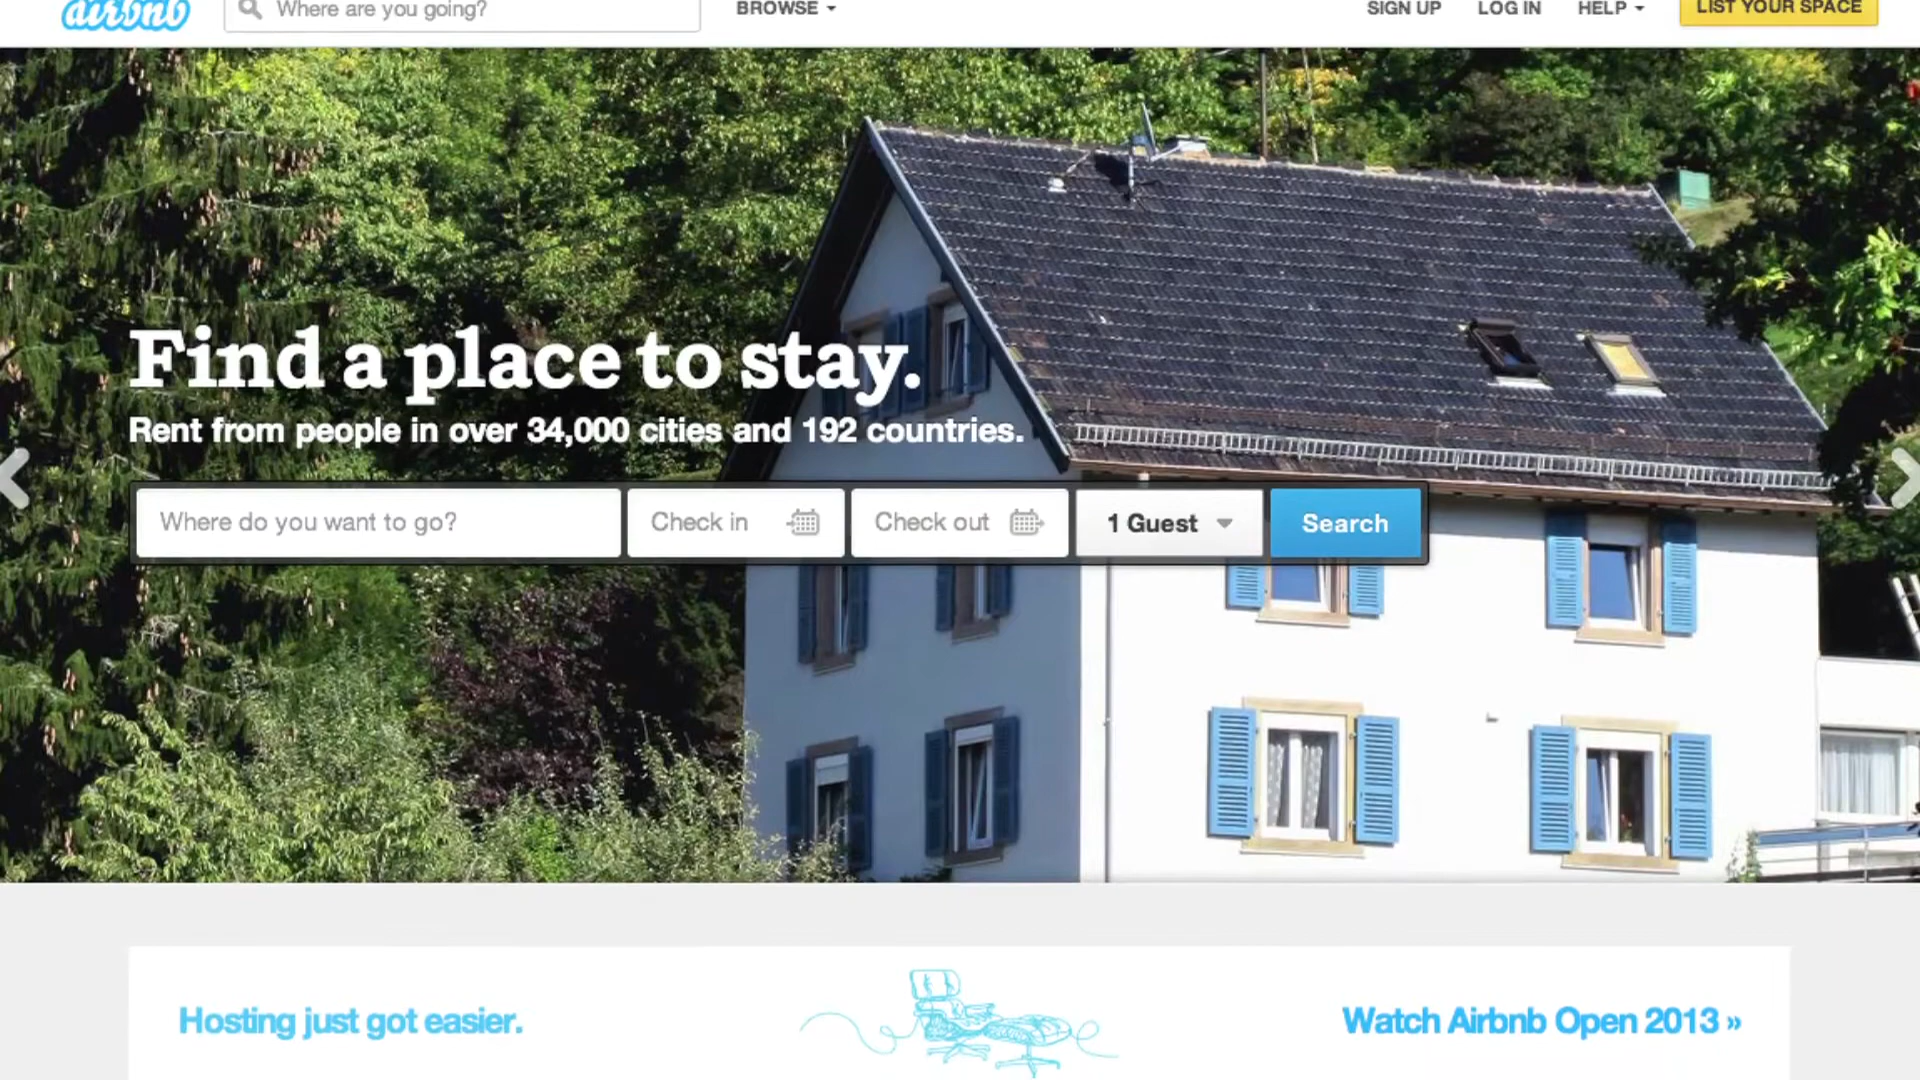 airbnb
Where are you going?
BROWSE
SIGN UP
LOG IN
HELP
LIST YOUR SPACE
Find a place to stay.
Rent from people in over 34,000 cities and 192 countries.
Where do you want to go?
Check in
Check out
1 Guest
Search
Hosting just got easier.
Watch Airbnb Open 2013 »